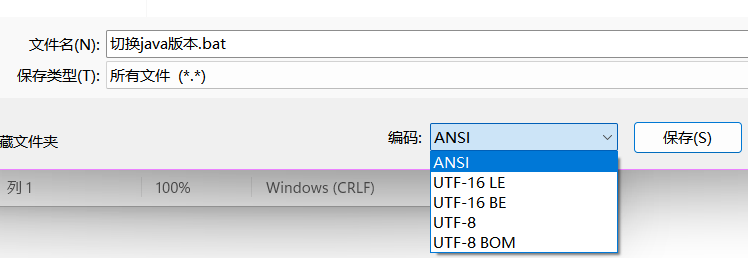 文件名(N): 切换java版本.bat
保存类型(T): 所有文件 (*.*)
藏文件夹 编码: ANSI 保存(S)
ANSI
UTF-16 LE
列 1 100% Windows (CRLF)
UTF-16 BE
UTF-8
UTF-8 BOM